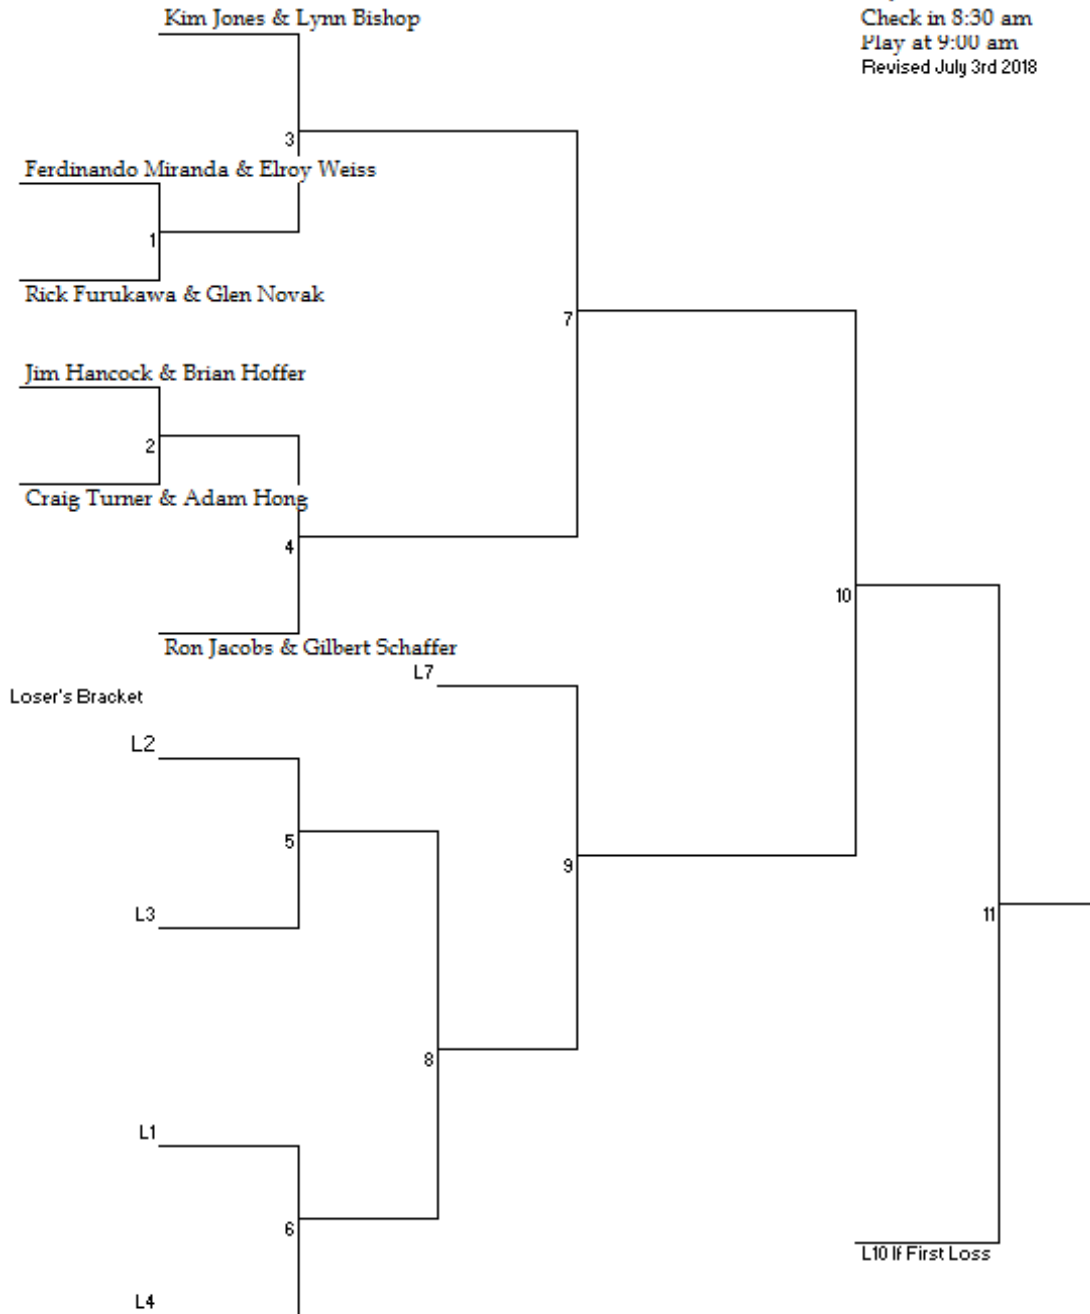 Kim Jones & Lynn Bishop
Check in 8:30 am
Play at 9:00 am
Revised July 3rd 2018
3
Ferdinando Miranda & Elroy Weiss
1
Rick Furukawa & Glen Novak
7
Jim Hancock & Brian Hoffer
2
Craig Turner & Adam Hong
4
10
Ron Jacobs & Gilbert Schaffer
L7
Loser's Bracket
L2
5
9
L3
11
8
L1
6
L10 If First Loss
L4